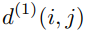 d^{(1)}(i, j)